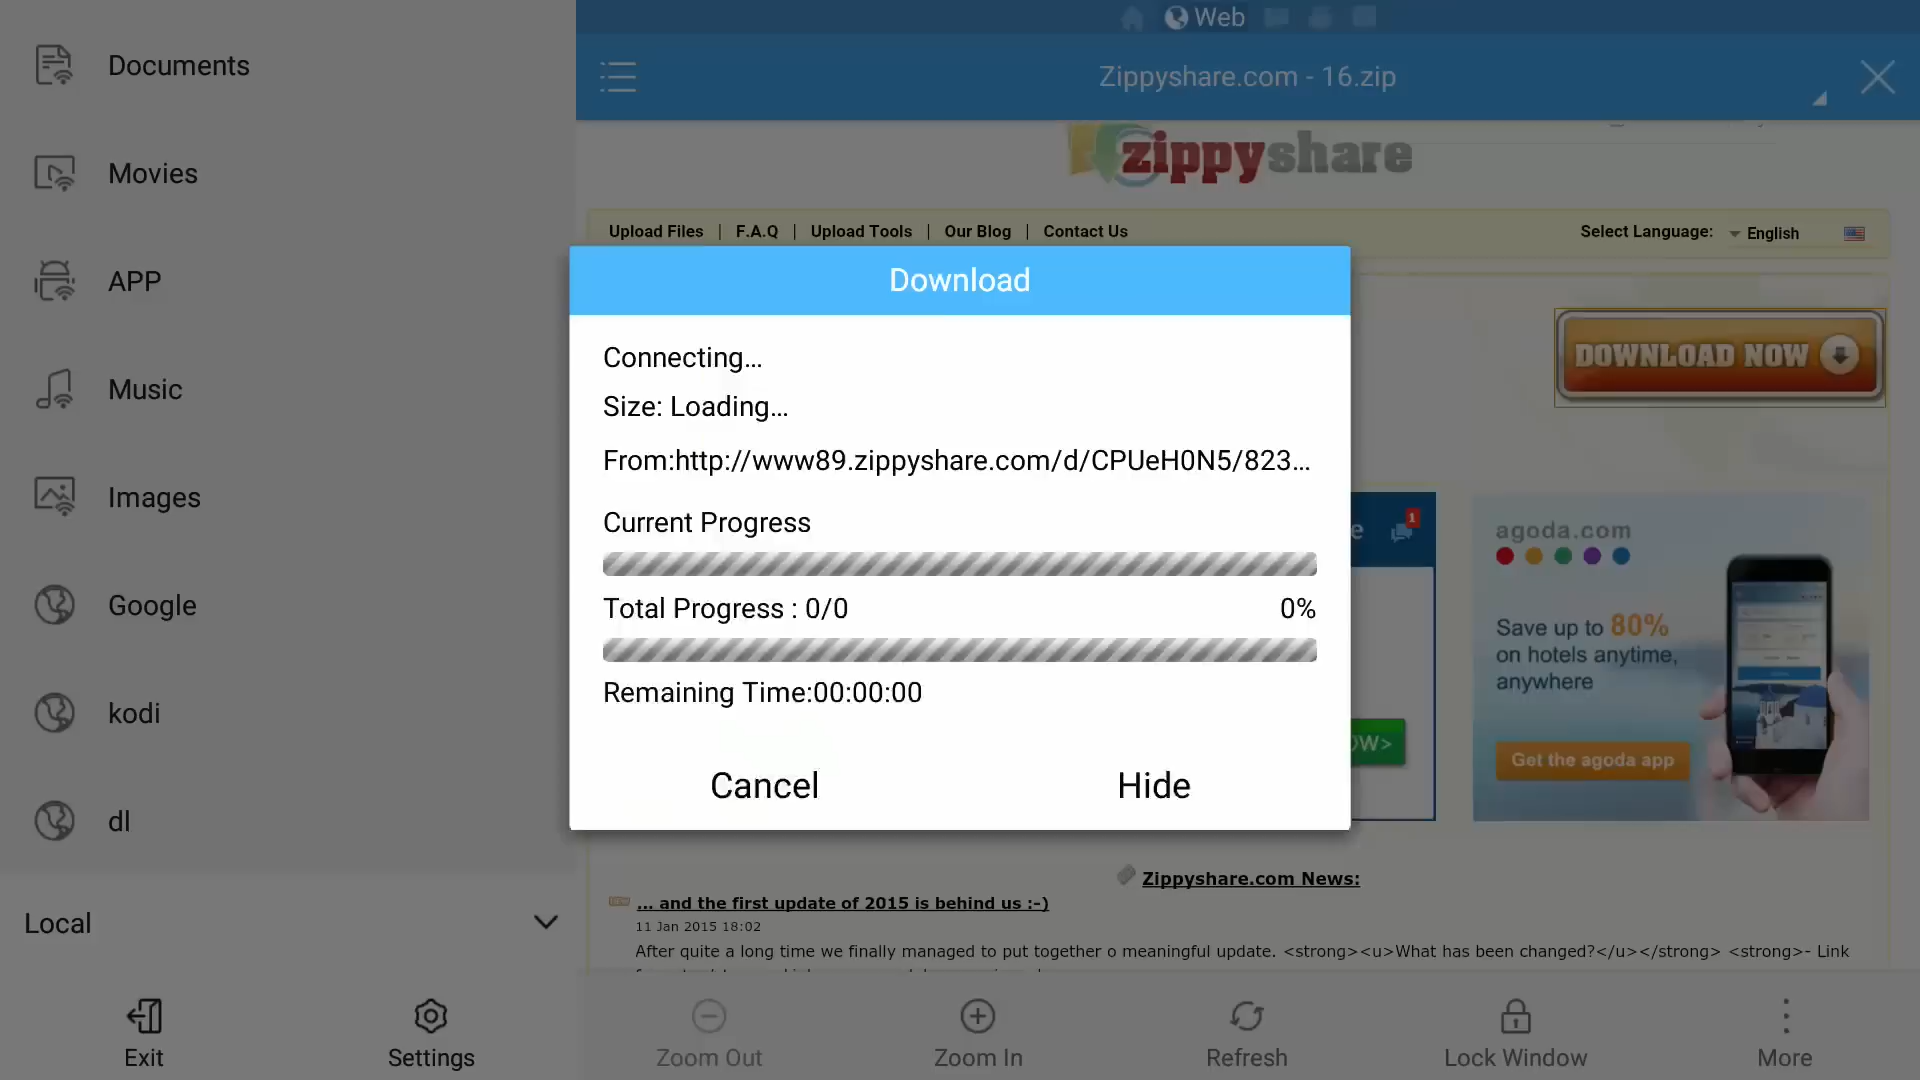 Documents
Movies
APP
Music
Images
Google
kodi
dl
Local
Exit
Settings
Web
Zippyshare.com - 16.zip
zippyshare
Upload Files | F.A.Q | Upload Tools | Our Blog | Contact Us
Select Language: English
DOWNLOAD NOW
Download
Connecting...
Size: Loading...
From:http://www89.zippyshare.com/d/CPUeH0N5/823...
Current Progress
Total Progress : 0/0 0%
Remaining Time:00:00:00
Cancel Hide
e 1
OW>
agoda.com
Save up to 80%
on hotels anytime,
anywhere
Get the agoda app
Zippyshare.com News:
... and the first update of 2015 is behind us :-)
11 Jan 2015 18:02
After quite a long time we finally managed to put together o meaningful update. <strong><u>What has been changed?</u></strong> <strong>- Link
Zoom Out
Zoom In
Refresh
Lock Window
More